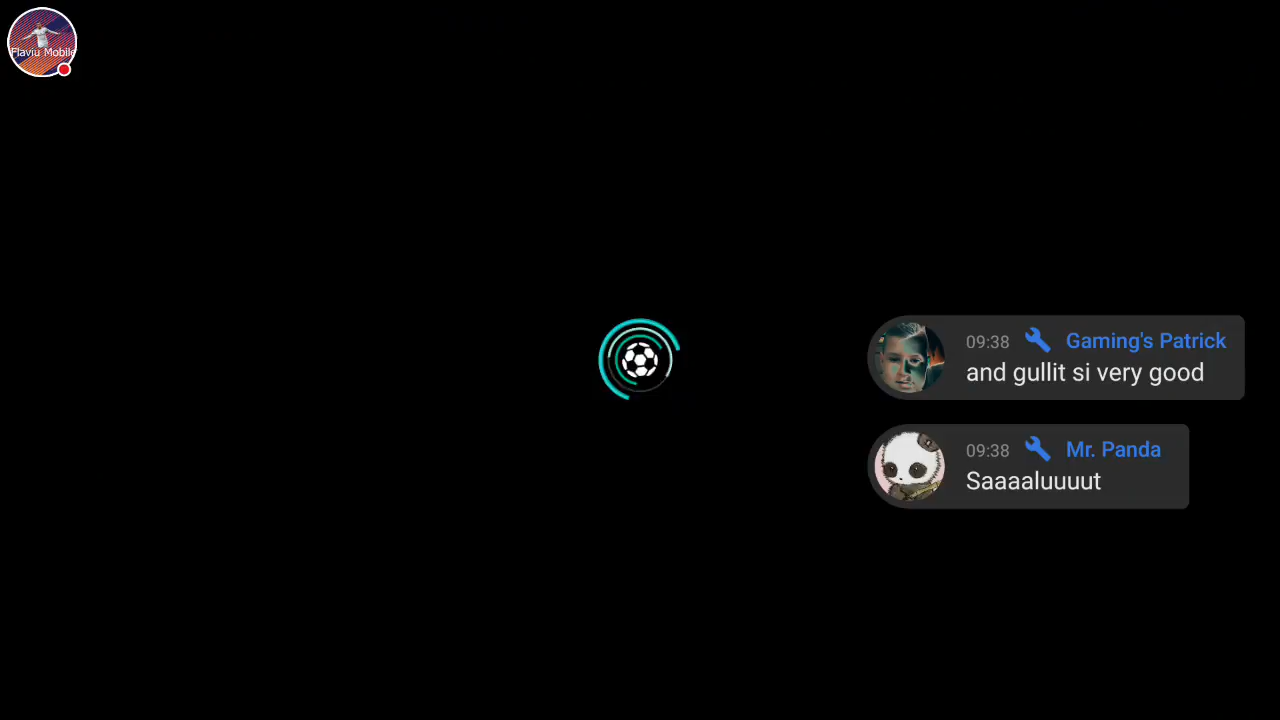 Flaviu Mobile
09:38 Gaming's Patrick
and gullit si very good
09:38 Mr. Panda
Saaaaluuuut